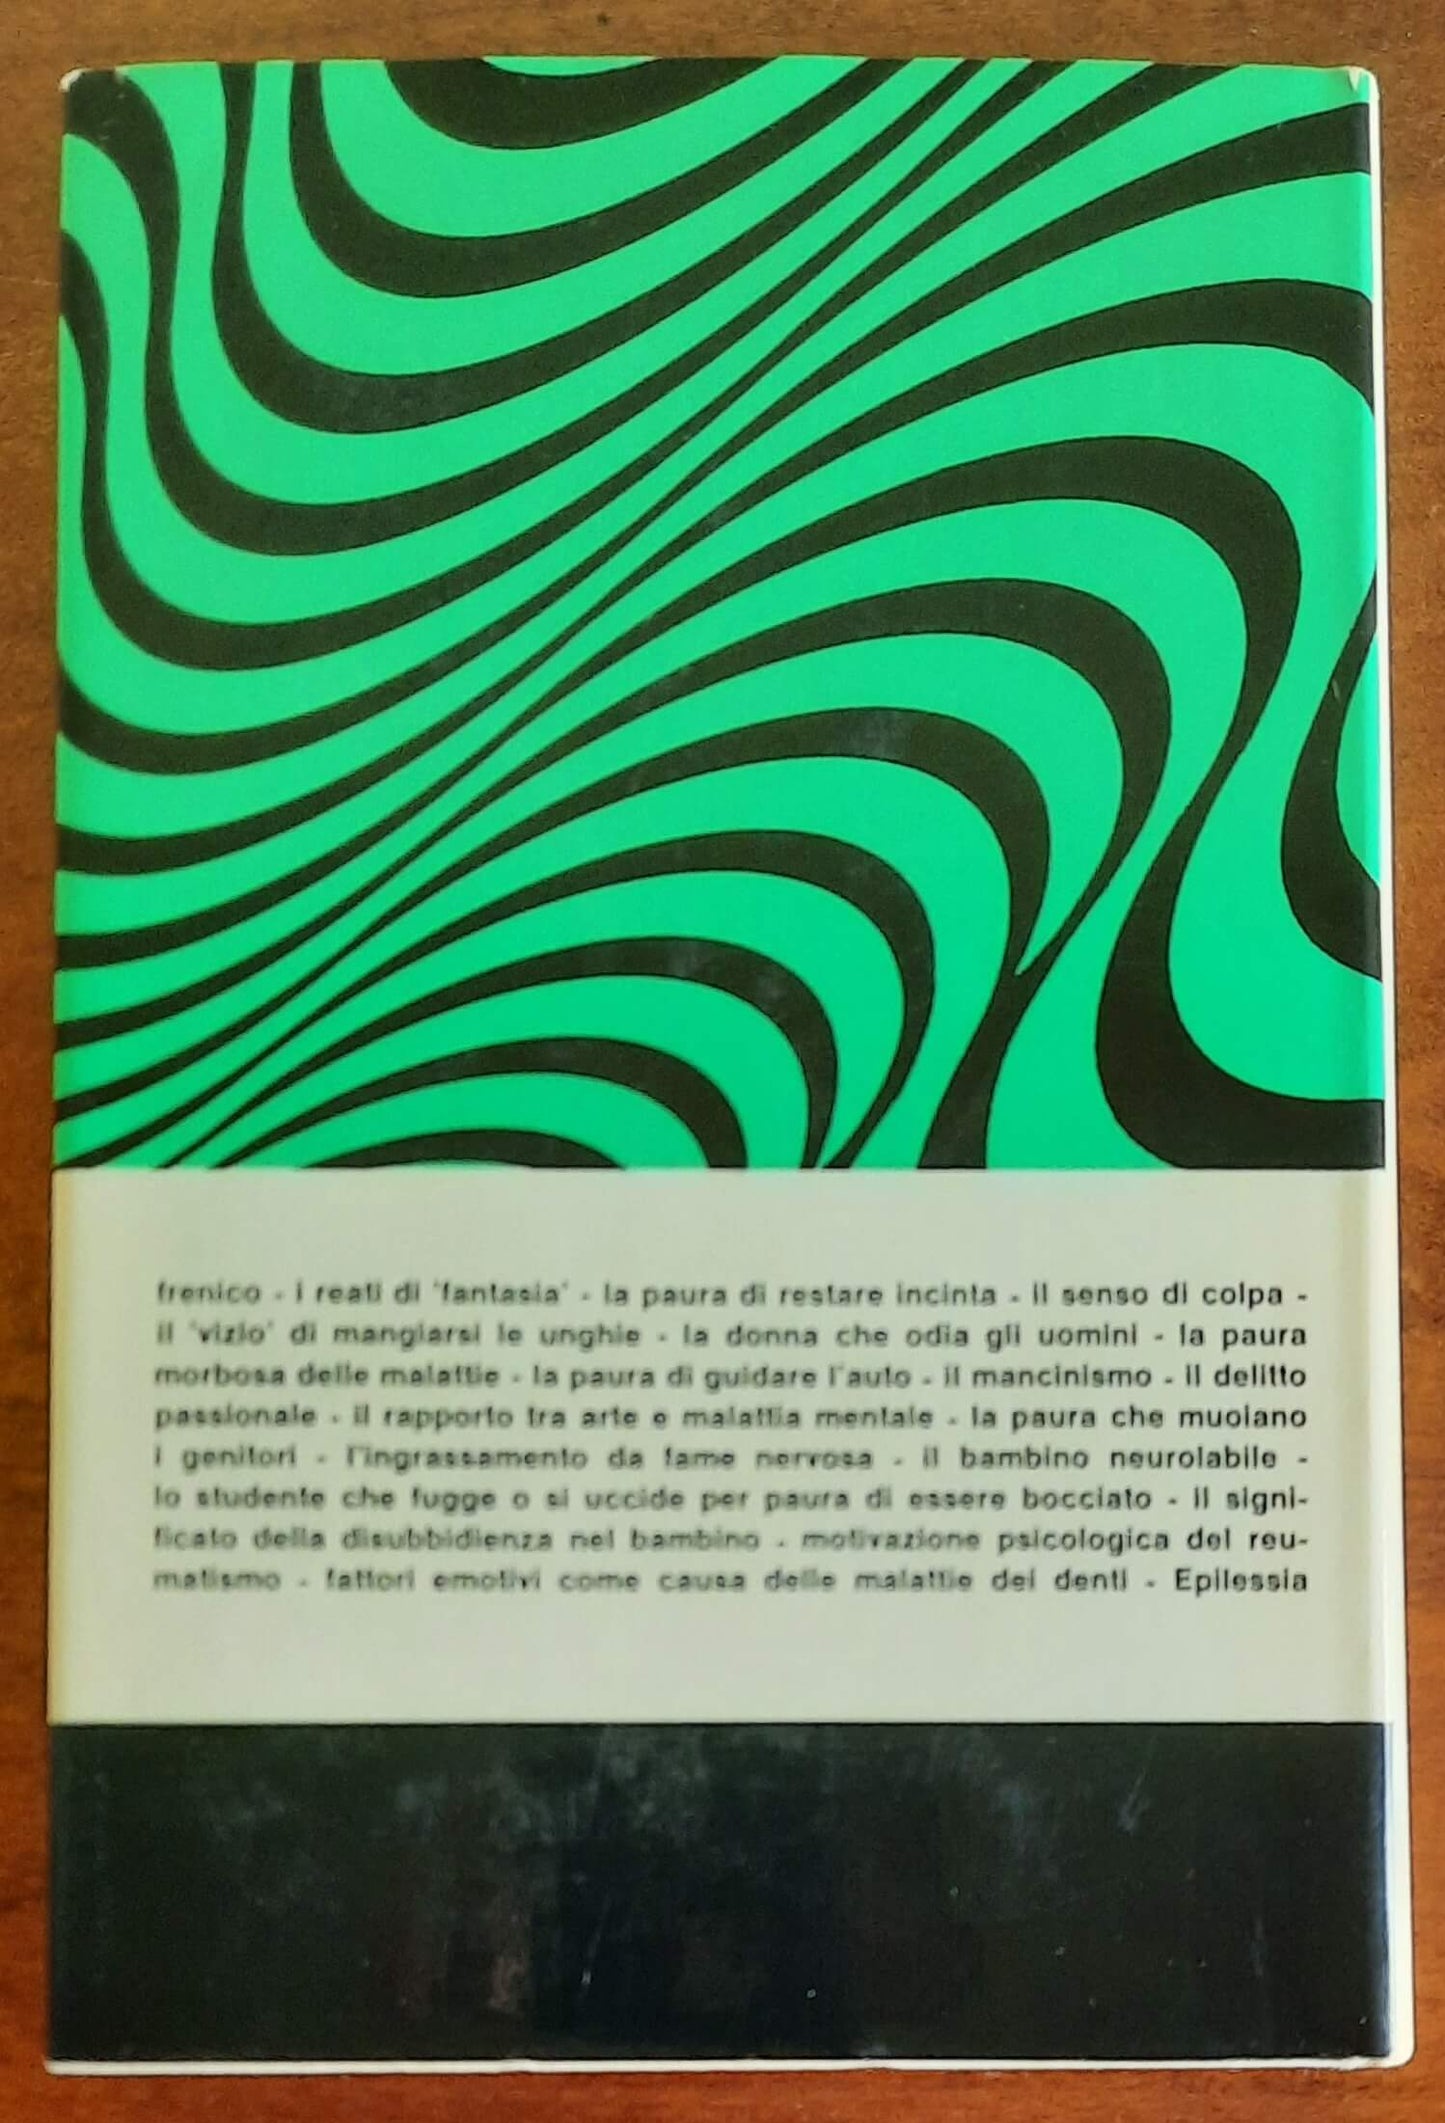 frenico - i reati di 'fantasia' - la paura di restare incinta - il senso di colpa -
il 'vizio' di mangiarsi le unghie - la donna che odia gli uomini - la paura
morbosa delle malattie - la paura di guidare l'auto - il mancinismo - il delitto
passionale - il rapporto tra arte e malattia mentale - la paura che muoiano
i genitori - l'ingrassamento da fame nervosa - il bambino neurolabile -
lo studente che fugge o si uccide per paura di essere bocciato - il signi-
ficato della disubbidienza nel bambino - motivazione psicologica del reu-
matismo - fattori emotivi come causa delle malattie dei denti - Epilessia